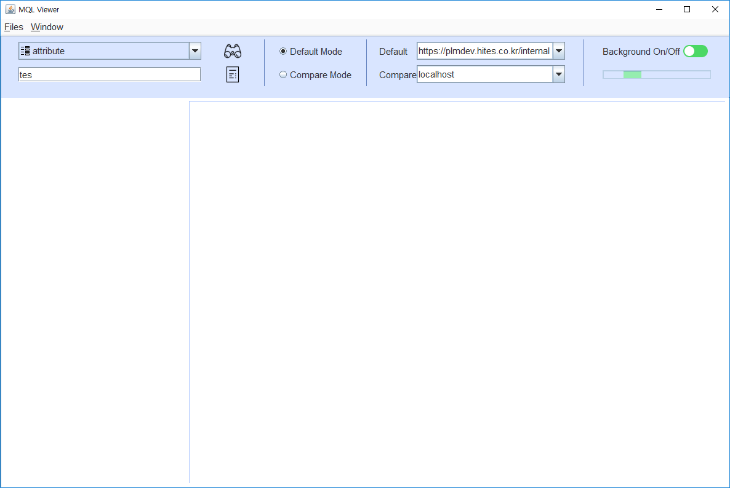 MQL Viewer
Files Window
attribute
Default Mode
Default
https://plmdev.hites.co.kr/internal
Background On/Off
tes
Compare Mode
Compare
localhost